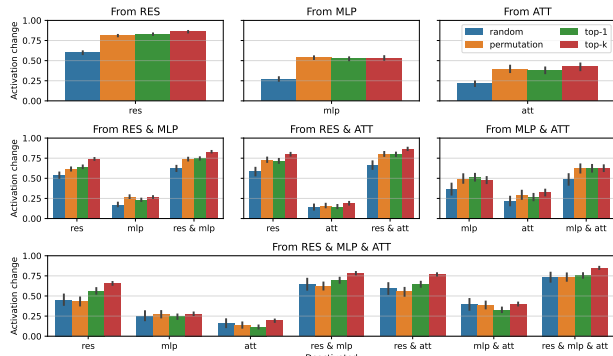 From RES
From MLP
From ATT
Activation change
1.00
0.75
0.50
0.25
0.00
random
permutation
top-1
top-k
res
mlp
att
From RES & MLP
From RES & ATT
From MLP & ATT
Activation change
1.00
0.75
0.50
0.25
0.00
res
mlp
res & mlp
res
att
res & att
mlp
att
mlp & att
From RES & MLP & ATT
Activation change
1.00
0.75
0.50
0.25
0.00
res
mlp
att
res & mlp
res & att
mlp & att
res & mlp & att